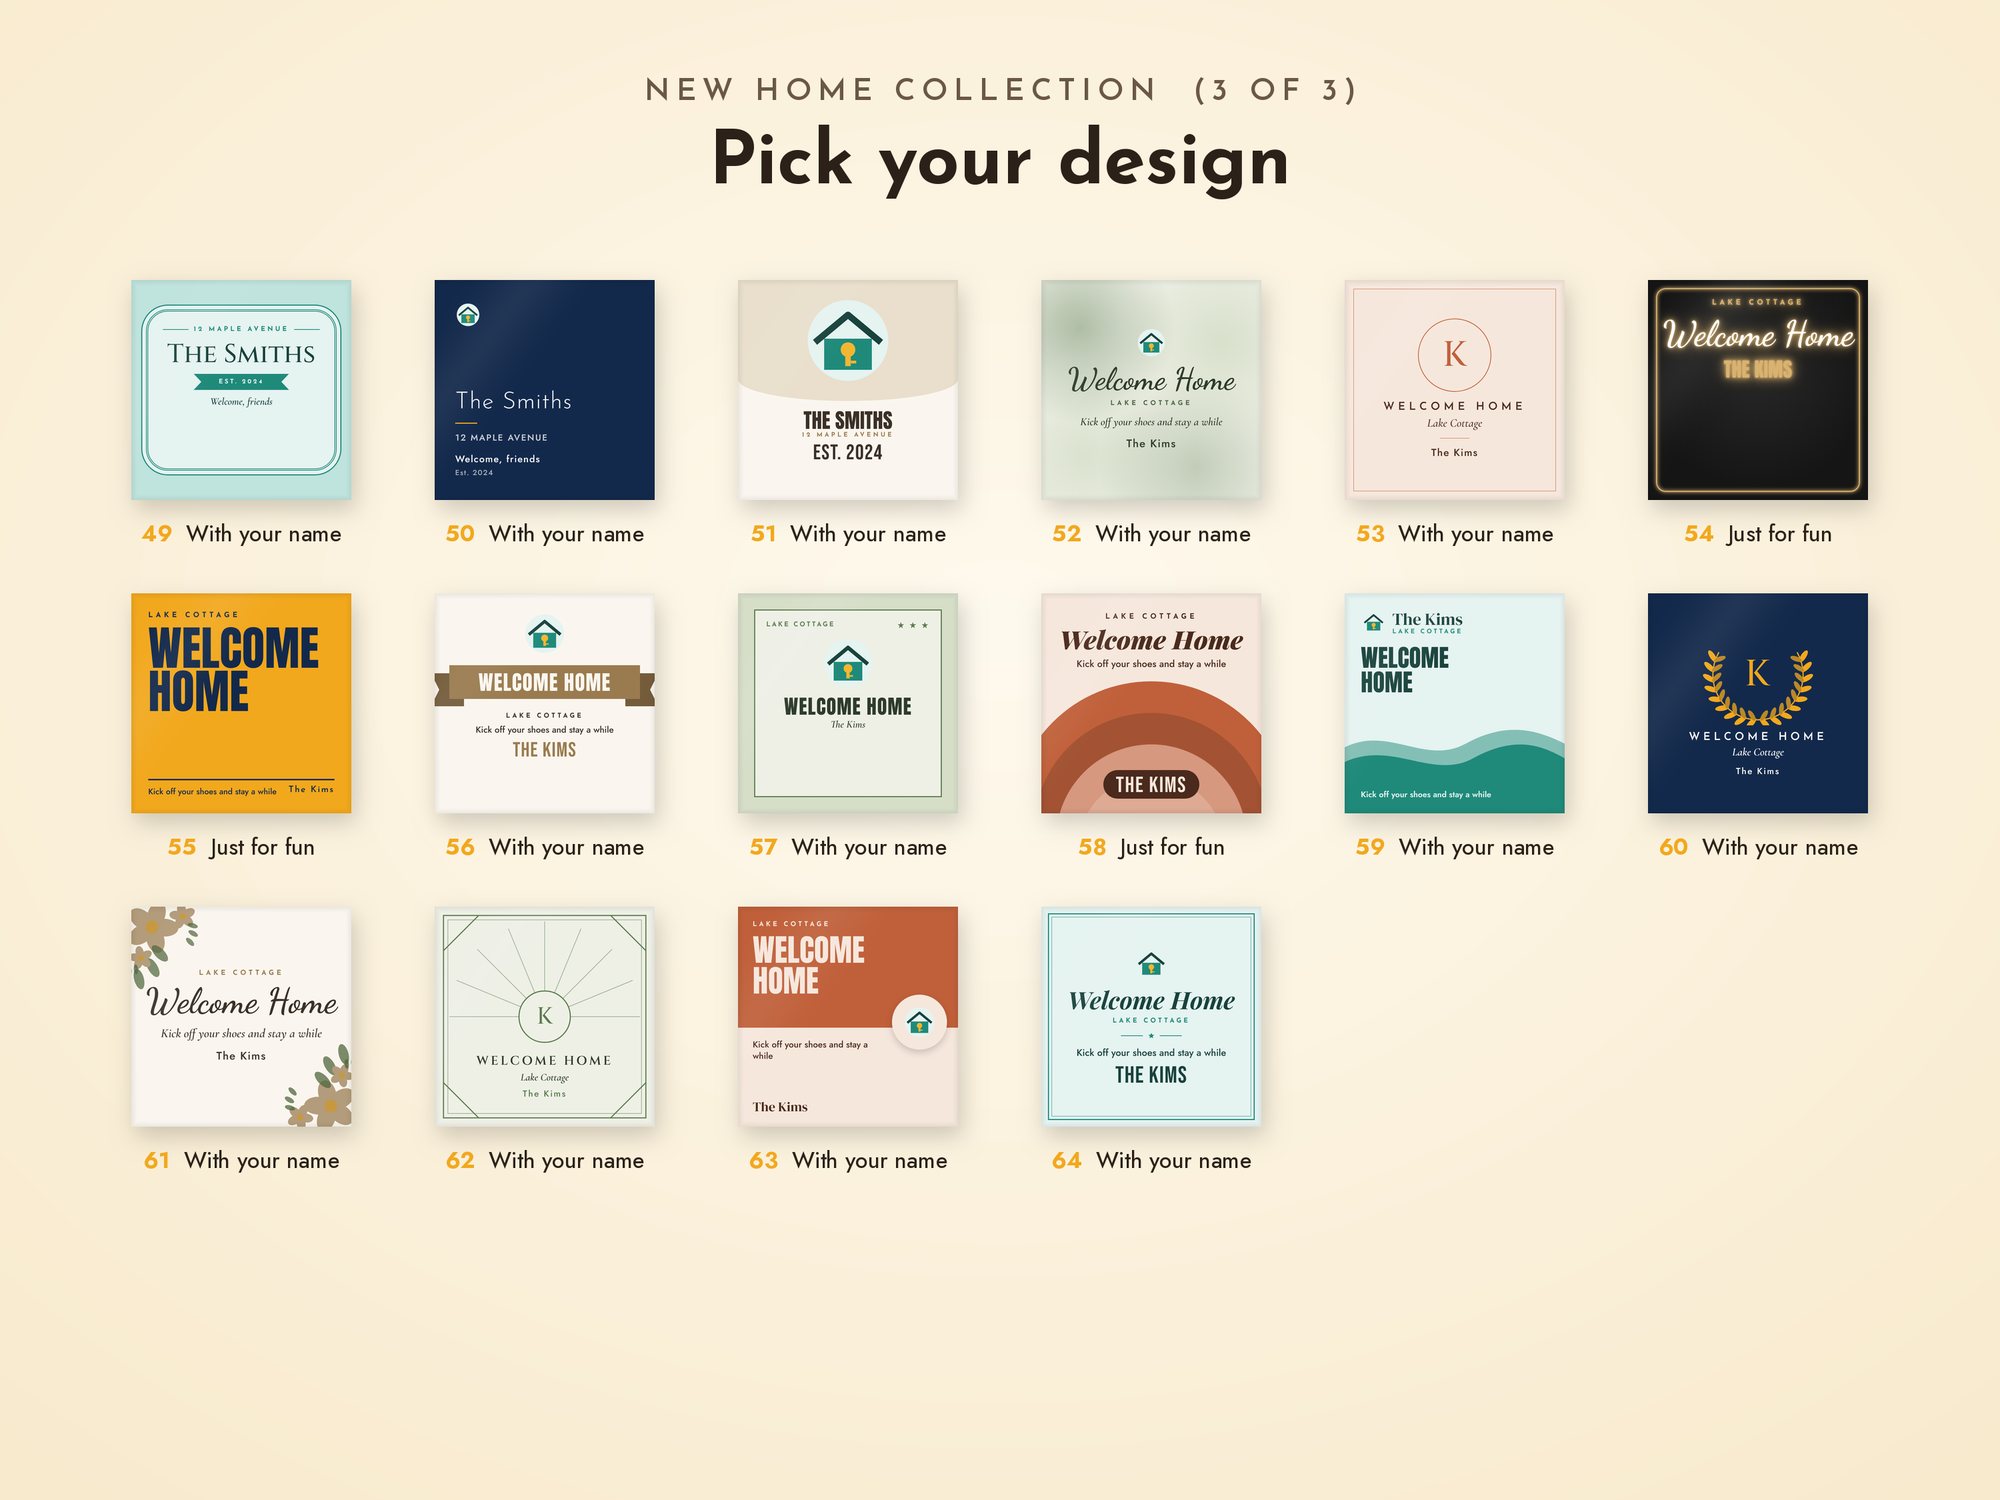 NEW HOME COLLECTION (3 OF 3)
Pick your design
12 MAPLE AVENUE
THE SMITHS
EST. 2024
Welcome, friends
49 With your name
The Smiths
12 MAPLE AVENUE
Welcome, friends
Est. 2024
50 With your name
THE SMITHS
12 MAPLE AVENUE
EST. 2024
51 With your name
Welcome Home
LAKE COTTAGE
Kick off your shoes and stay a while
The Kims
52 With your name
K
WELCOME HOME
Lake Cottage
The Kims
53 With your name
LAKE COTTAGE
Welcome Home
THE KIMS
54 Just for fun
LAKE COTTAGE
WELCOME
HOME
Kick off your shoes and stay a while The Kims
55 Just for fun
WELCOME HOME
LAKE COTTAGE
Kick off your shoes and stay a while
THE KIMS
56 With your name
LAKE COTTAGE ★ ★ ★
WELCOME HOME
The Kims
57 With your name
LAKE COTTAGE
Welcome Home
Kick off your shoes and stay a while
THE KIMS
58 Just for fun
The Kims
LAKE COTTAGE
WELCOME
HOME
Kick off your shoes and stay a while
59 With your name
K
WELCOME HOME
Lake Cottage
The Kims
60 With your name
LAKE COTTAGE
Welcome Home
Kick off your shoes and stay a while
The Kims
61 With your name
K
WELCOME HOME
Lake Cottage
The Kims
62 With your name
LAKE COTTAGE
WELCOME
HOME
Kick off your shoes and stay a
while
The Kims
63 With your name
Welcome Home
LAKE COTTAGE
Kick off your shoes and stay a while
THE KIMS
64 With your name